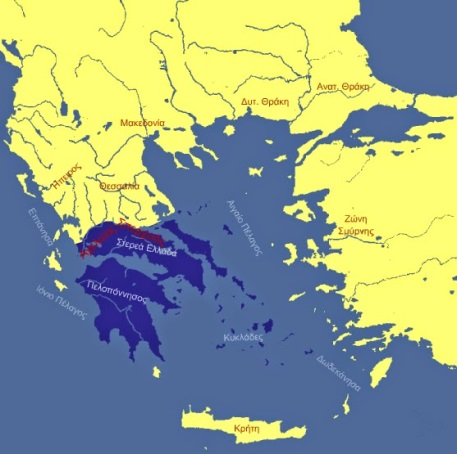 Ανατ. Θράκη
Δυτ. Θράκη
Μακεδονία
Ήπειρος
Θεσσαλία
Επτάνησα
Αιγαίο Πέλαγος
Ζώνη
Σμύρνης
Στερεά Ελλάδα
Πελοπόννησος
Ιόνιο Πέλαγος
Κυκλάδες
Δωδεκάνησα
Κρήτη